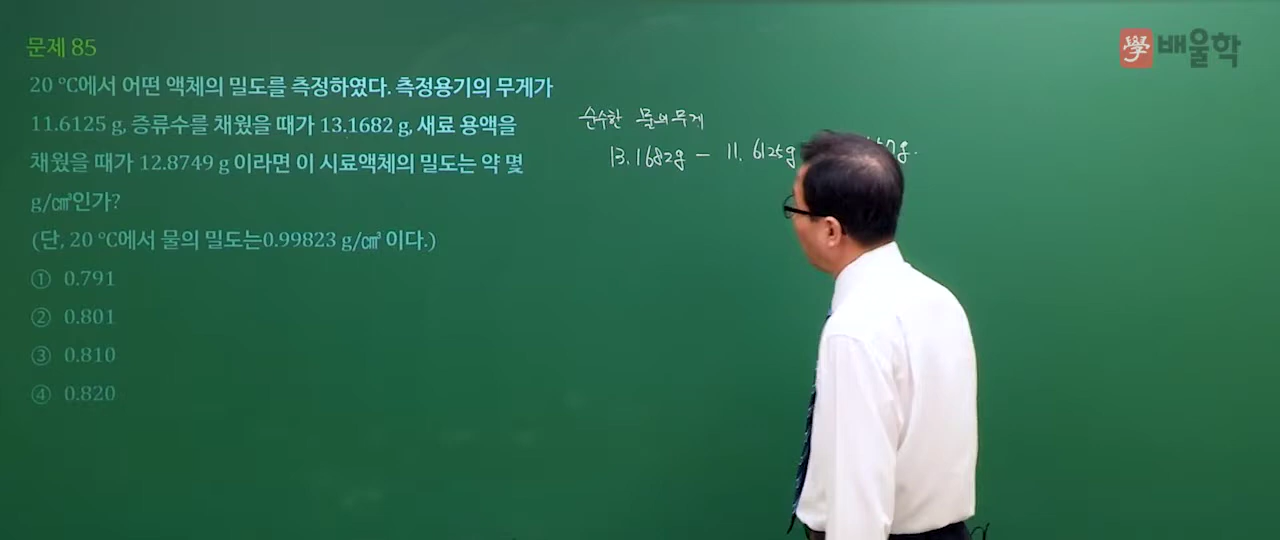 문제 85
學 배울학
20 ℃에서 어떤 액체의 밀도를 측정하였다. 측정용기의 무게가
11.6125 g, 증류수를 채웠을 때가 13.1682 g, 새료 용액을
채웠을 때가 12.8749 g 이라면 이 시료액체의 밀도는 약 몇
g/㎤인가?
(단, 20 ℃에서 물의 밀도는0.99823 g/㎤ 이다.)
① 0.791
② 0.801
③ 0.810
④ 0.820
순수한 물의 무게
13.1682g - 11.6125g